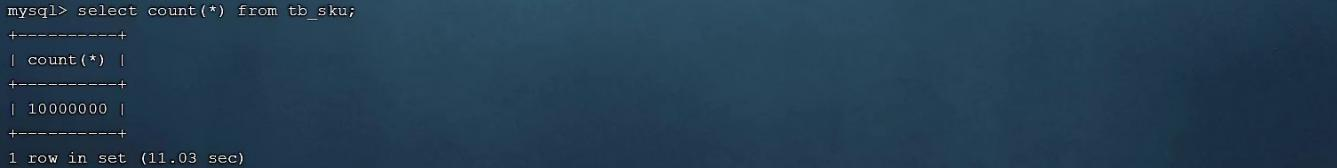 mysql> select count(*) from tb_sku;
+----------+
| count(*) |
+----------+
| 10000000 |
+----------+
1 row in set (11.03 sec)